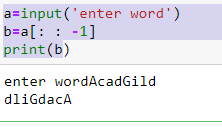 a=input('enter word')
b=a[: : -1]
print(b)
enter wordAcadGild
dliGdacA